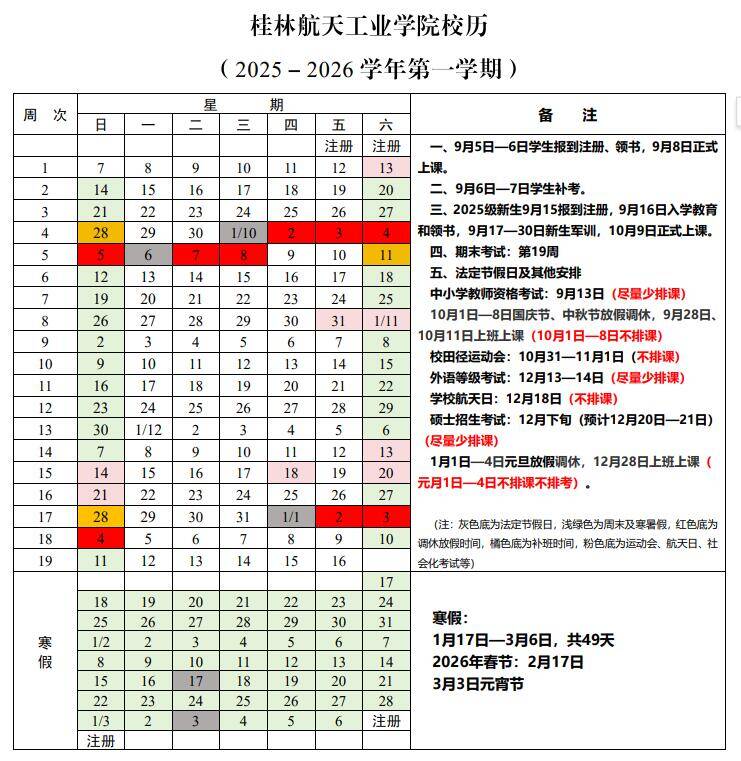 桂林航天工业学院校历
（2025－2026 学年第一学期）
周 次 星 期 备 注
日 一 二 三 四 五 六
注册 注册
1 7 8 9 10 11 12 13
2 14 15 16 17 18 19 20
3 21 22 23 24 25 26 27
4 28 29 30 1/10 2 3 4
5 5 6 7 8 9 10 11
6 12 13 14 15 16 17 18
7 19 20 21 22 23 24 25
8 26 27 28 29 30 31 1/11
9 2 3 4 5 6 7 8
10 9 10 11 12 13 14 15
11 16 17 18 19 20 21 22
12 23 24 25 26 27 28 29
13 30 1/12 2 3 4 5 6
14 7 8 9 10 11 12 13
15 14 15 16 17 18 19 20
16 21 22 23 24 25 26 27
17 28 29 30 31 1/1 2 3
18 4 5 6 7 8 9 10
19 11 12 13 14 15 16
一、9月5日—6日学生报到注册、领书，9月8日正式
上课。
二、9月6日—7日学生补考。
三、2025级新生9月15报到注册，9月16日入学教育
和领书，9月17—30日新生军训，10月9日正式上课。
四、期末考试：第19周
五、法定节假日及其他安排
中小学教师资格考试：9月13日（尽量少排课）
10月1日—8日国庆节、中秋节放假调休，9月28日、
10月11日上班上课（10月1日—8日不排课）
校田径运动会：10月31—11月1日（不排课）
外语等级考试：12月13—14日（尽量少排课）
学校航天日：12月18日（不排课）
硕士招生考试：12月下旬（预计12月20日—21日）
（尽量少排课）
1月1日—4日元旦放假调休，12月28日上班上课（
元月1日—4日不排课不排考）。
（注：灰色底为法定节假日，浅绿色为周末及寒暑假，红色底为
调休放假时间，橘色底为补班时间，粉色底为运动会、航天日、社
会化考试等）
寒
假
17
18 19 20 21 22 23 24
25 26 27 28 29 30 31
1/2 2 3 4 5 6 7
8 9 10 11 12 13 14
15 16 17 18 19 20 21
22 23 24 25 26 27 28
1/3 2 3 4 5 6 注册
注册
寒假：
1月17日—3月6日，共49天
2026年春节：2月17日
3月3日元宵节